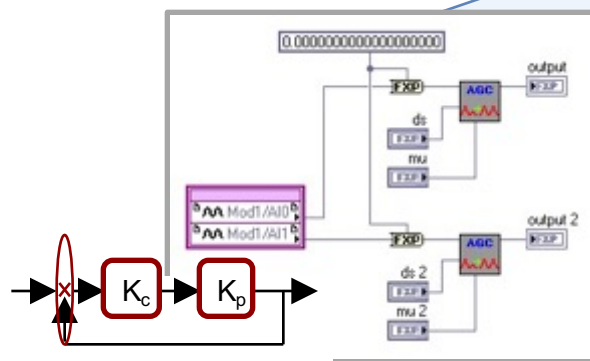 0.0000000000000000000
output
FXP
AGC
FXP
ds
FXP
mu
FXP
Mod1/AI0
Mod1/AI1
output 2
FXP
AGC
FXP
ds 2
FXP
mu 2
FXP
× Kc Kp